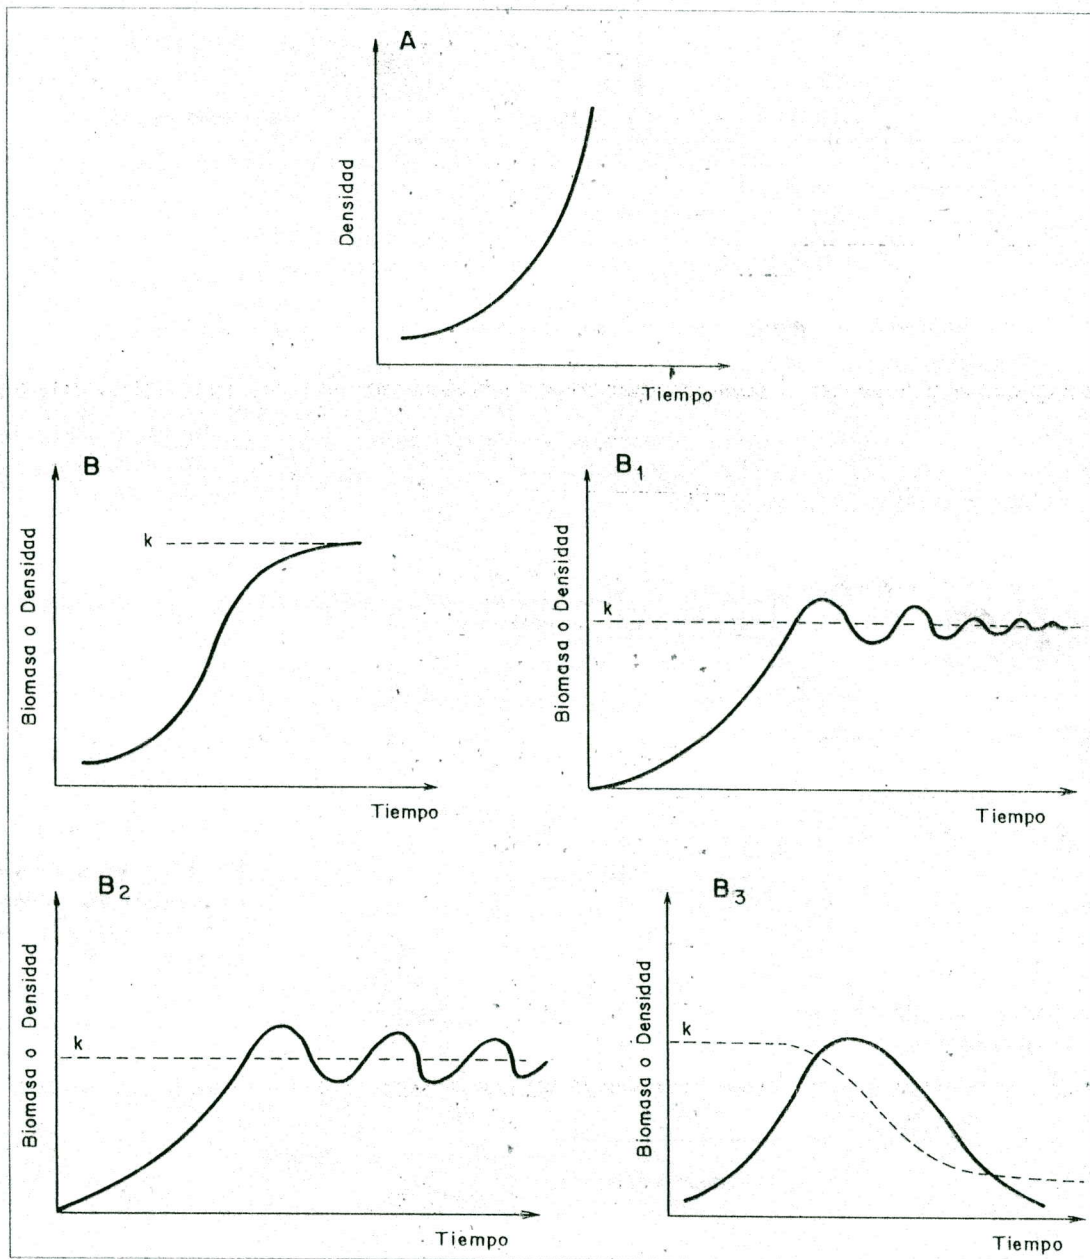 A
Densidad
Tiempo
B
k
Biomasa o Densidad
Tiempo
B₁
k
Biomasa o Densidad
Tiempo
B₂
k
Biomasa o Densidad
Tiempo
B₃
k
Biomasa o Densidad
Tiempo